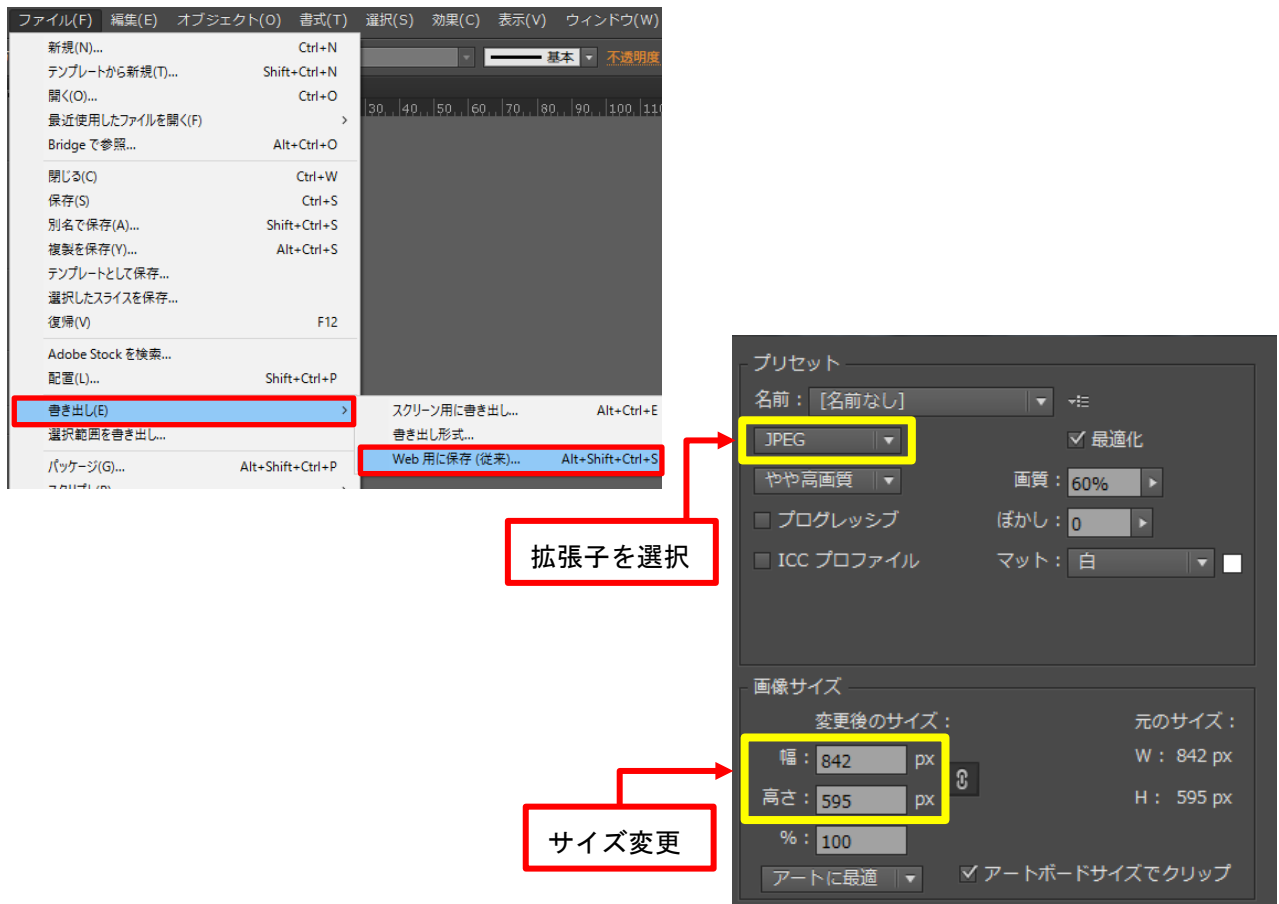 ファイル(F) 編集(E) オブジェクト(O) 書式(T) 選択(S) 効果(C) 表示(V) ウィンドウ(W)
基本 不透明度
30 40 50 60 70 80 90 100
新規(N)... Ctrl+N
テンプレートから新規(T)... Shift+Ctrl+N
開く(O)... Ctrl+O
最近使用したファイルを開く(F) >
Bridge で参照... Alt+Ctrl+O
閉じる(C) Ctrl+W
保存(S) Ctrl+S
別名で保存(A)... Shift+Ctrl+S
複製を保存(Y)... Alt+Ctrl+S
テンプレートとして保存...
選択したスライスを保存...
復帰(V) F12
Adobe Stock を検索...
配置(L)... Shift+Ctrl+P
書き出し(E) >
選択範囲を書き出し...
パッケージ(G)... Alt+Shift+Ctrl+P
スクリーン用に書き出し... Alt+Ctrl+E
書き出し形式...
Web 用に保存 (従来)... Alt+Shift+Ctrl+S
拡張子を選択
サイズ変更
プリセット
名前： [名前なし]
JPEG 最適化
やや高画質 画質： 60%
プログレッシブ ぼかし： 0
ICC プロファイル マット： 白
画像サイズ
変更後のサイズ： 元のサイズ：
幅： 842 px W： 842 px
高さ： 595 px H： 595 px
%： 100
アートに最適 アートボードサイズでクリップ